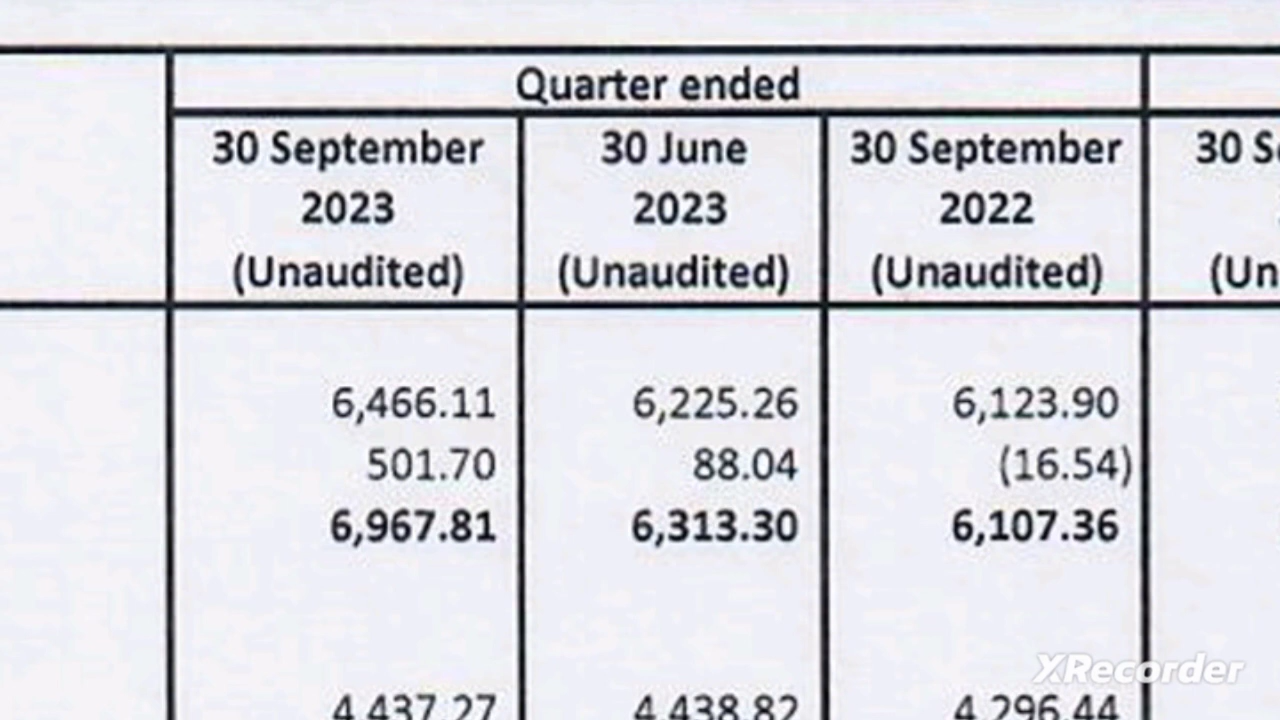 Quarter ended
30 September 30 June 30 September
2023 2023 2022
(Unaudited) (Unaudited) (Unaudited)
6,466.11 6,225.26 6,123.90
501.70 88.04 (16.54)
6,967.81 6,313.30 6,107.36
4,437.27 4,438.82 4,296.44
XRecorder